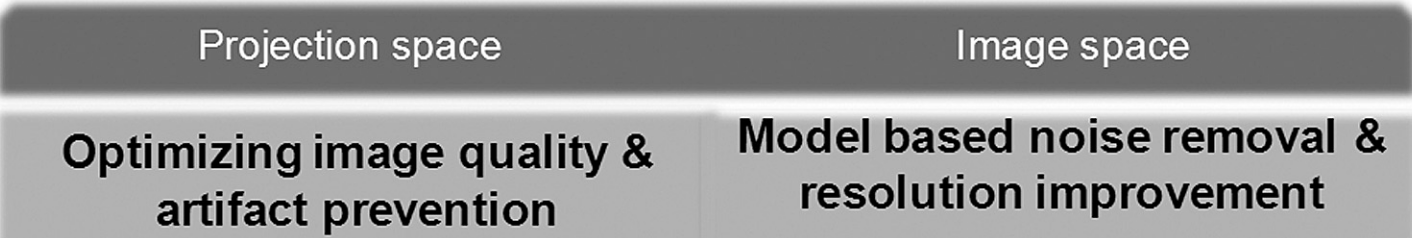 Projection space
Image space
Optimizing image quality &
artifact prevention
Model based noise removal &
resolution improvement